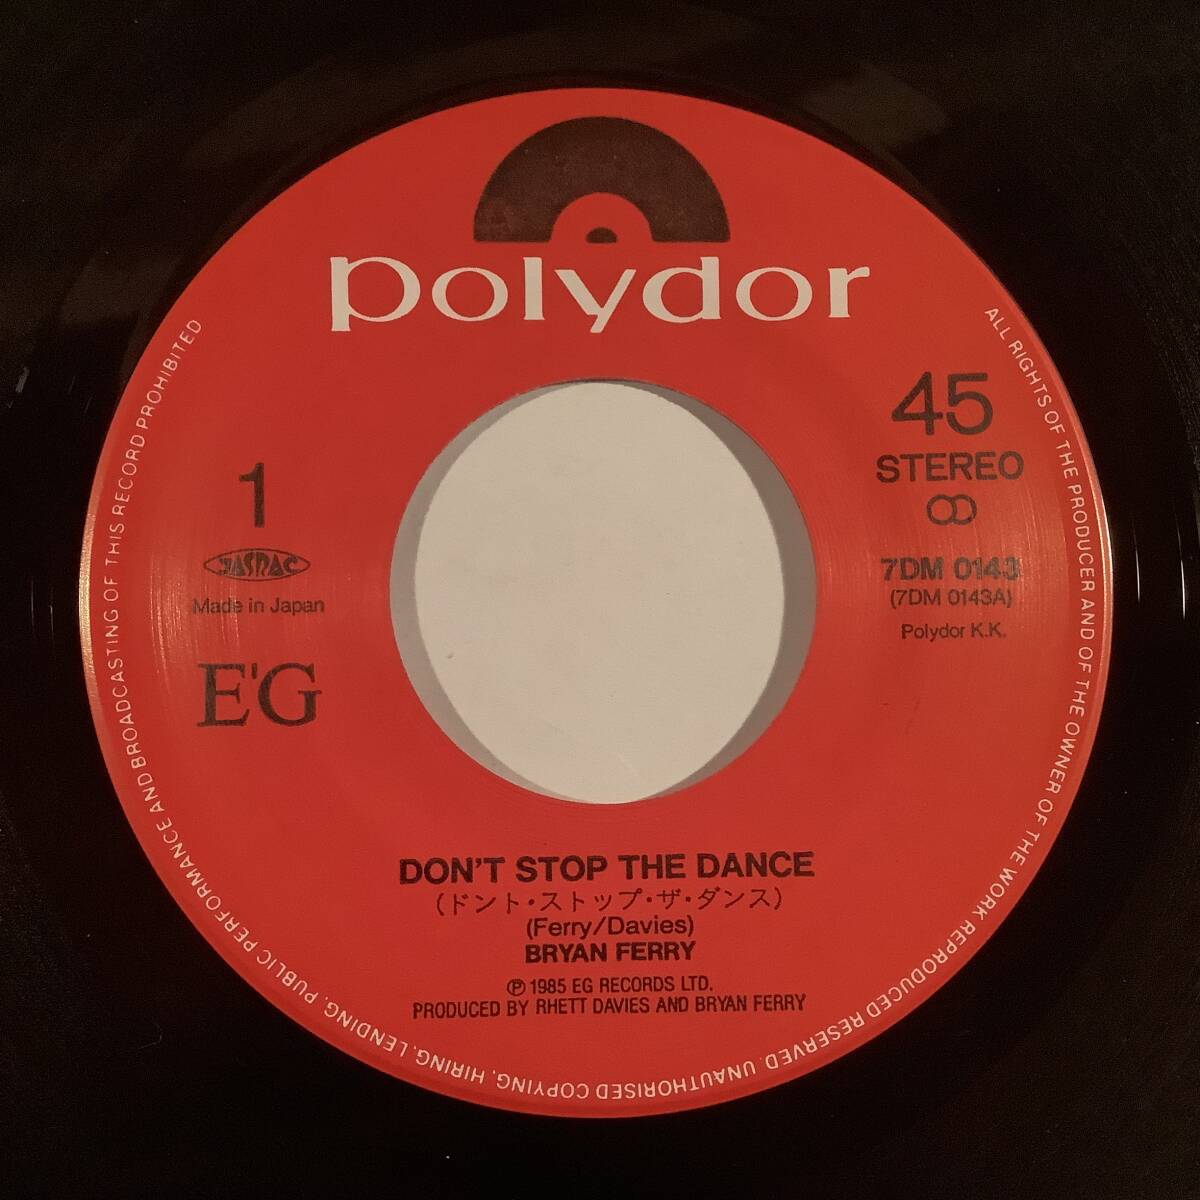 polydor
45
STEREO
1
JASRAC
Made in Japan
E'G
7DM 0143
(7DM 0143A)
Polydor K.K.
DON'T STOP THE DANCE
(ドント・ストップ・ザ・ダンス)
(Ferry/Davies)
BRYAN FERRY
Ⓟ 1985 EG RECORDS LTD.
PRODUCED BY RHETT DAVIES AND BRYAN FERRY
ALL RIGHTS OF THE PRODUCER AND OF THE OWNER OF THE WORK REPRODUCED RESERVED. UNAUTHORISED COPYING, HIRING, LENDING, PUBLIC PERFORMANCE AND BROADCASTING OF THIS RECORD PROHIBITED